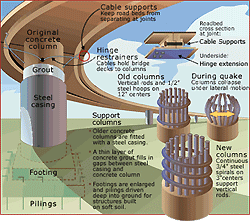 Cable supports
Keep road beds from
separating at joints
Roadbed
cross section
at joint:
Cable Supports
Underside:
Hinge extension
Original
concrete
column
Hinge
restrainers
Cables hold bridge
decks to columns
Grout
Steel
casing
Old columns
Vertical rods and 1/2"
steel hoops on
12" centers
During quake
Columns collapse
under lateral motion
Support
columns
• Older concrete
columns are fitted
with a steel casing.
• A thin layer of
concrete grout fills in
gaps between steel
casing and
concrete column
• Footings are enlarged
and pilings driven
deep into ground for
structures built
on soft soil.
New
columns
Continuous
3/4" steel
spirals on
3"centers
support
vertical
rods.
Footing
Pilings